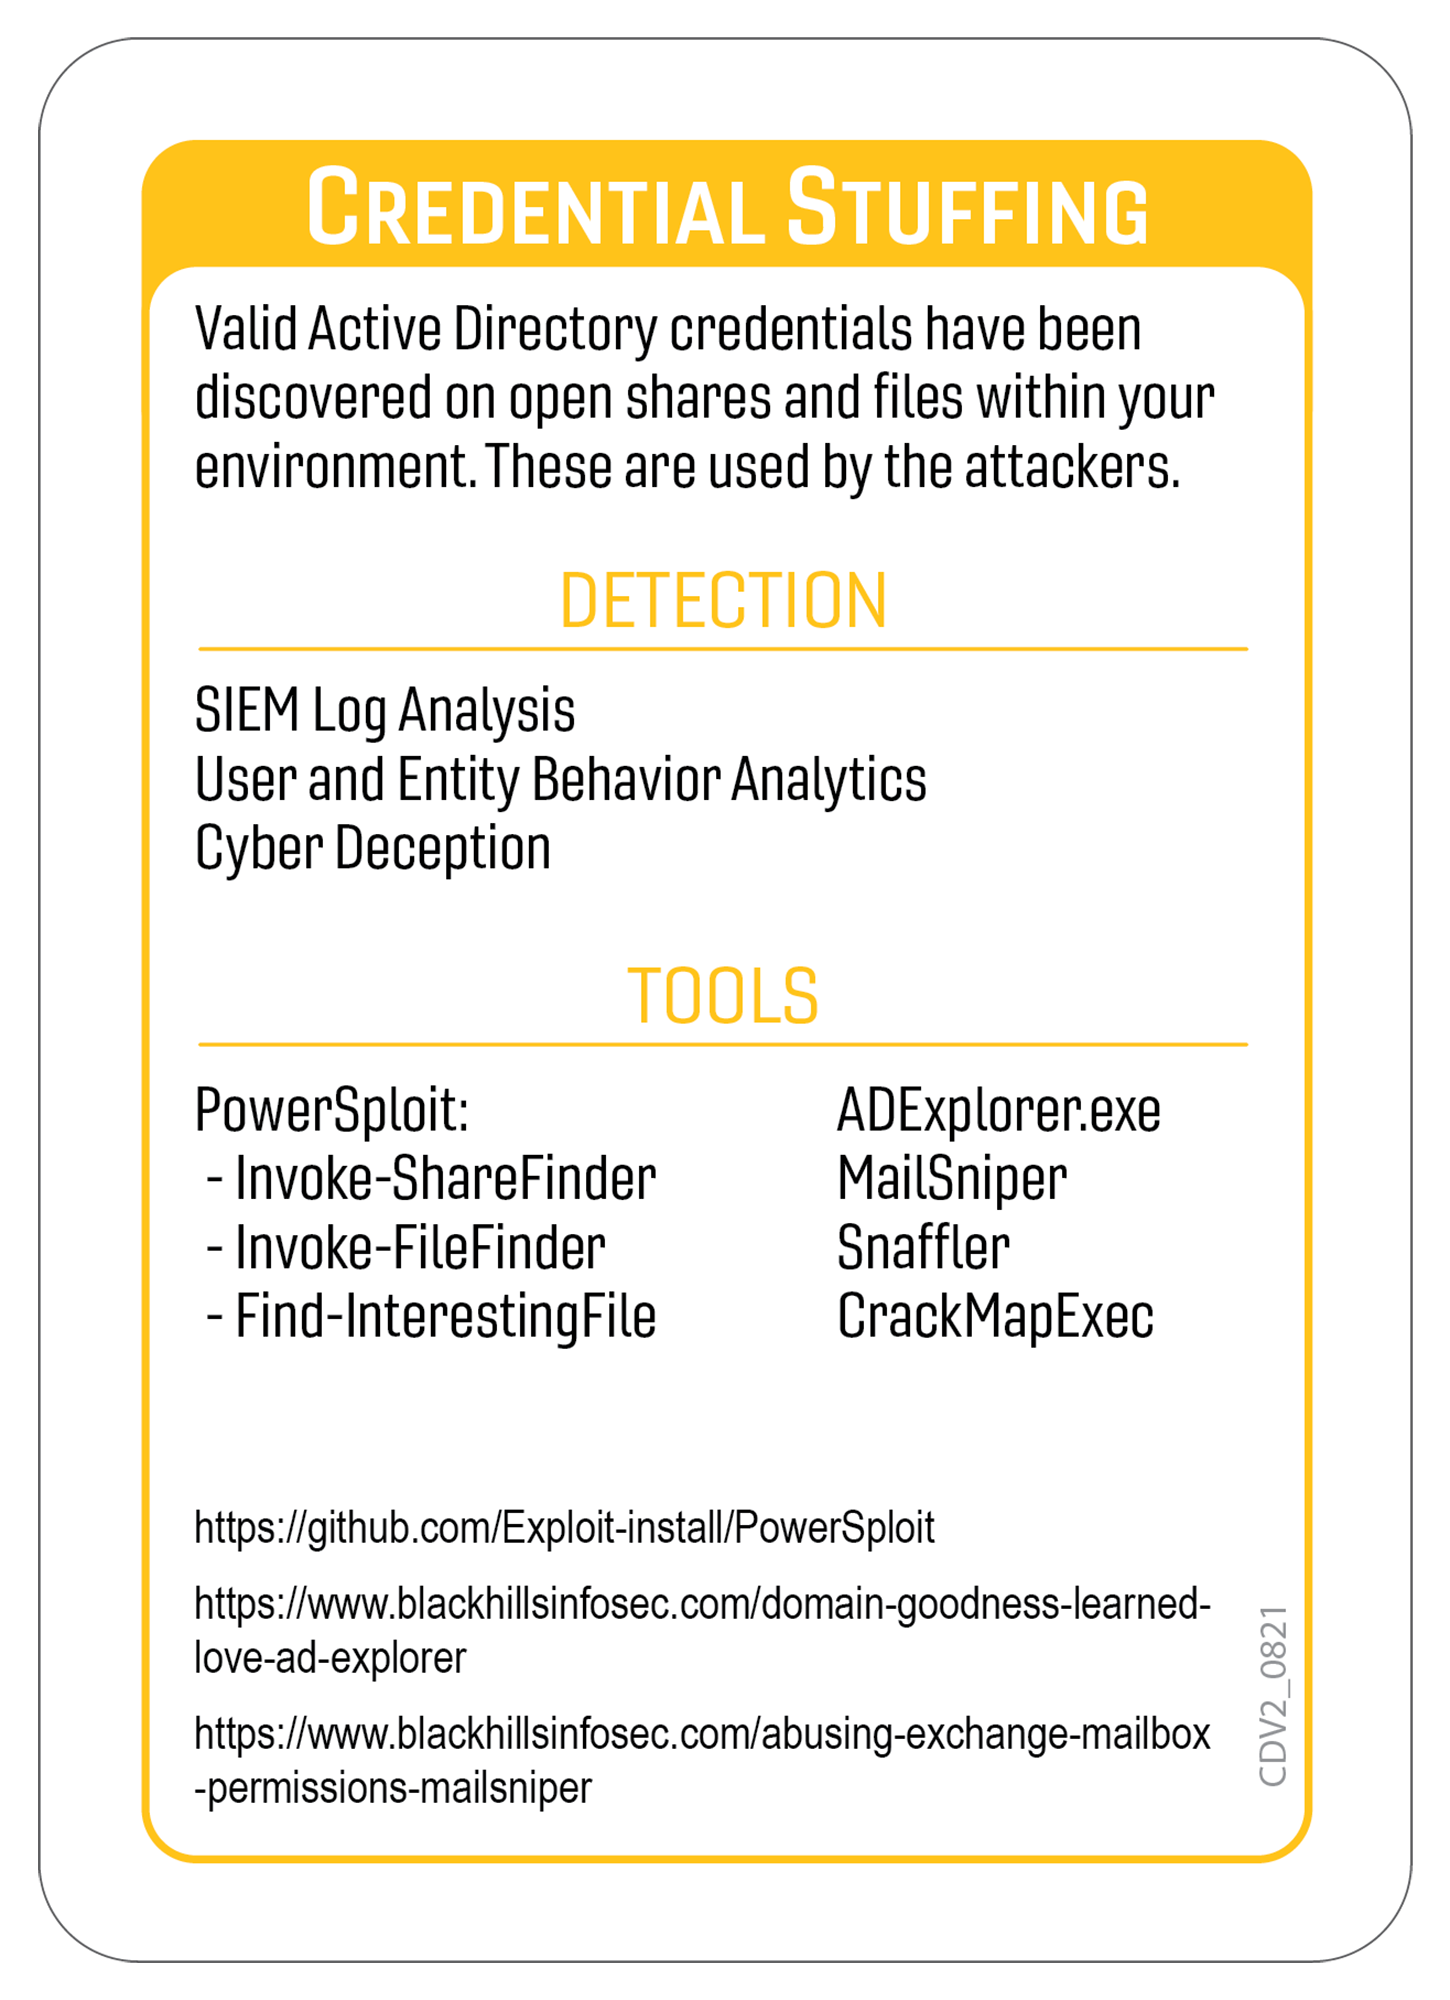 CREDENTIAL STUFFING
Valid Active Directory credentials have been
discovered on open shares and files within your
environment. These are used by the attackers.
DETECTION
SIEM Log Analysis
User and Entity Behavior Analytics
Cyber Deception
TOOLS
PowerSploit:
- Invoke-ShareFinder
- Invoke-FileFinder
- Find-InterestingFile
ADExplorer.exe
MailSniper
Snaffler
CrackMapExec
https://github.com/Exploit-install/PowerSploit
https://www.blackhillsinfosec.com/domain-goodness-learned-
love-ad-explorer
https://www.blackhillsinfosec.com/abusing-exchange-mailbox
-permissions-mailsniper
CDV2_0821